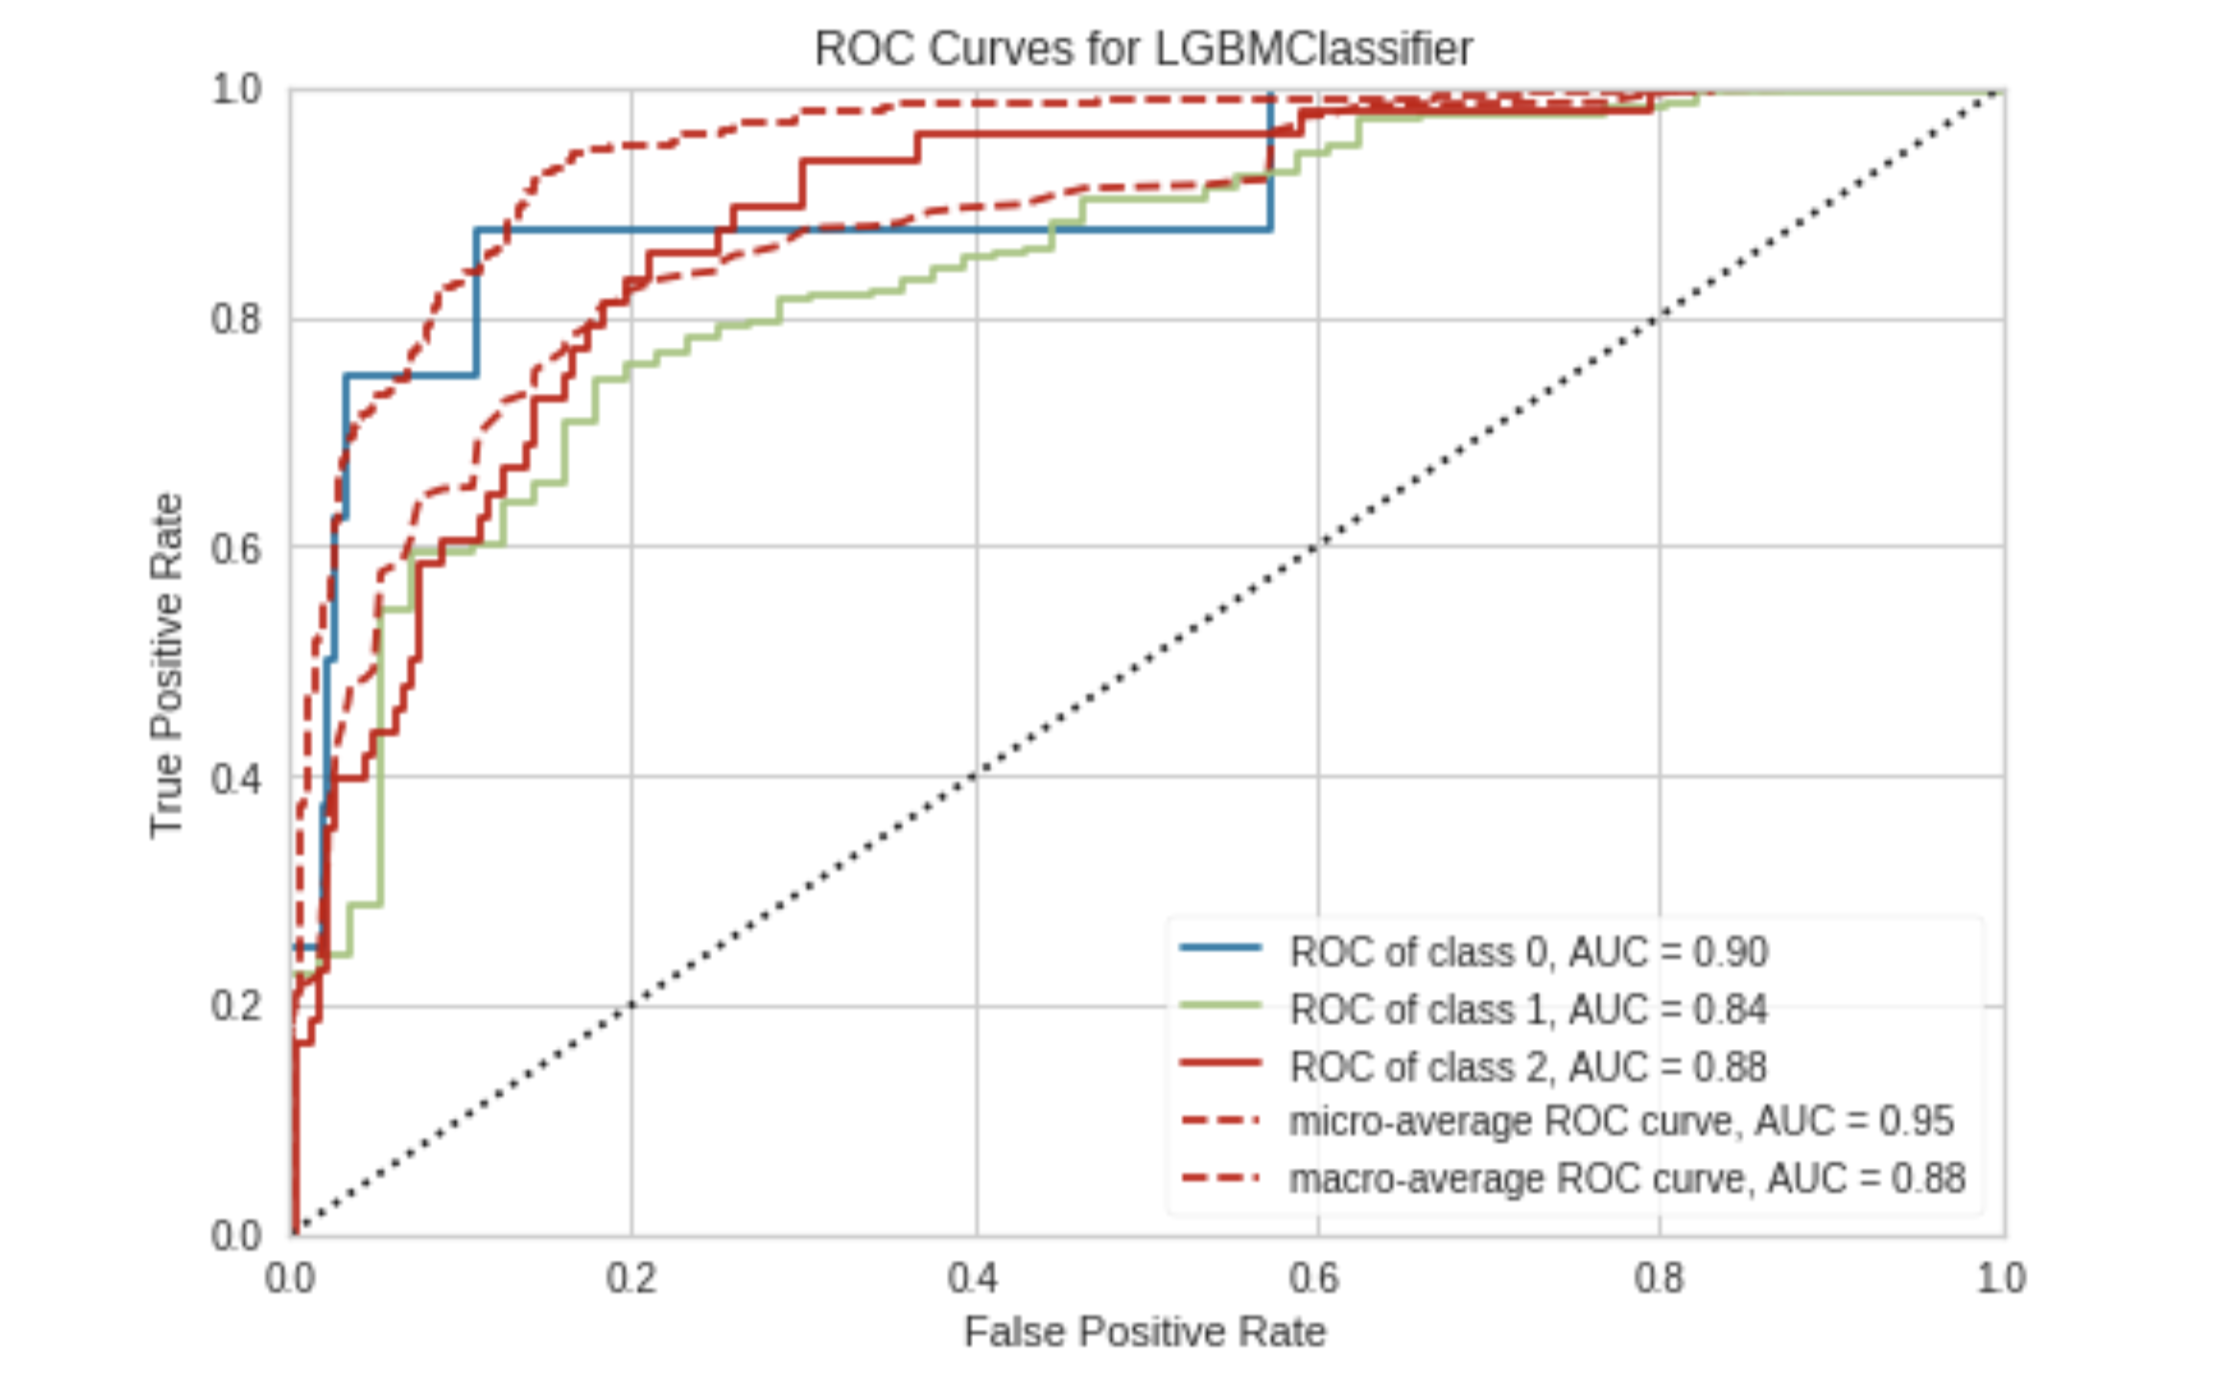 ROC Curves for LGBMClassifier
1.0
0.8
0.6
0.4
0.2
0.0
True Positive Rate
ROC of class 0, AUC = 0.90
ROC of class 1, AUC = 0.84
ROC of class 2, AUC = 0.88
micro-average ROC curve, AUC = 0.95
macro-average ROC curve, AUC = 0.88
0.0 0.2 0.4 0.6 0.8 1.0
False Positive Rate